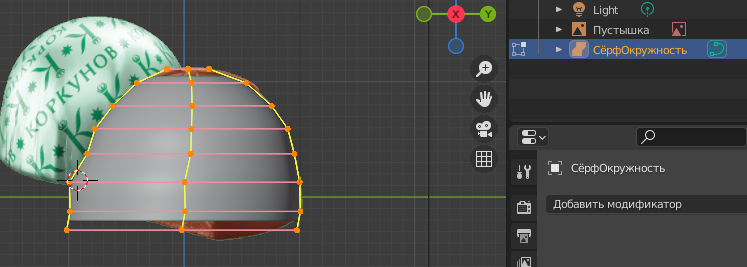 КОРКУНОВ
X
Y
Light
Пустышка
СёрфОкружность
СёрфОкружность
Добавить модификатор